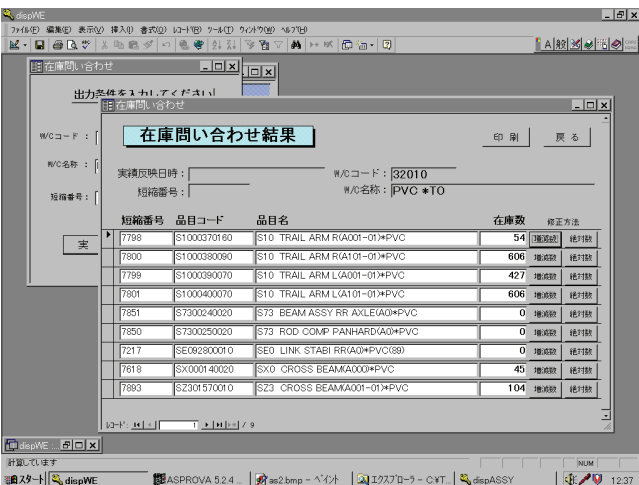 dispWE
ファイル(F) 編集(E) 表示(V) 挿入(I) 書式(O) レコード(R) ツール(T) ウィンドウ(W) ヘルプ(H)
在庫問い合わせ
出力条件を入力してください
W/Cコード :
W/C名称 :
短縮番号 :
実
在庫問い合わせ
在庫問い合わせ結果
印 刷
戻 る
実績反映日時 :
W/Cコード : 32010
短縮番号 :
W/C名称 : PVC *TO
短縮番号 品目コード 品目名 在庫数 修正方法
7798 S1000370160 S10 TRAIL ARM R(A001-01)*PVC 54 増減数 絶対数
7800 S1000380090 S10 TRAIL ARM R(A101-01)*PVC 606 増減数 絶対数
7799 S1000390070 S10 TRAIL ARM L(A001-01)*PVC 427 増減数 絶対数
7801 S1000400070 S10 TRAIL ARM L(A101-01)*PVC 606 増減数 絶対数
7851 S7300240020 S73 BEAM ASSY RR AXLE(A0)*PVC 0 増減数 絶対数
7850 S7300250020 S73 ROD COMP PANHARD(A0)*PVC 0 増減数 絶対数
7217 SE092800010 SE0 LINK STABI RR(A0)*PVC(89) 0 増減数 絶対数
7618 SX000140020 SX0 CROSS BEAM(A000)*PVC 45 増減数 絶対数
7893 SZ301570010 SZ3 CROSS BEAM(A001-01)*PVC 104 増減数 絶対数
レコード: 1 / 9
dispWE ...
計算しています
NUM
スタート dispWE ASPROVA 5.2.4 ... as2.bmp - ペイント エクスプローラ - C:¥T... dispASSY 12:37